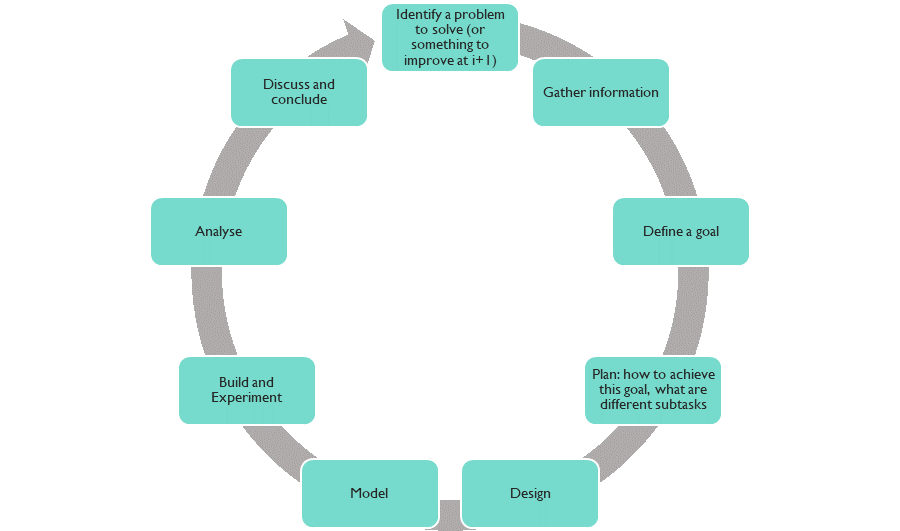 Identify a problem
to solve (or
something to
improve at i+1)
Gather information
Define a goal
Plan: how to achieve
this goal, what are
different subtasks
Design
Model
Build and
Experiment
Analyse
Discuss and
conclude